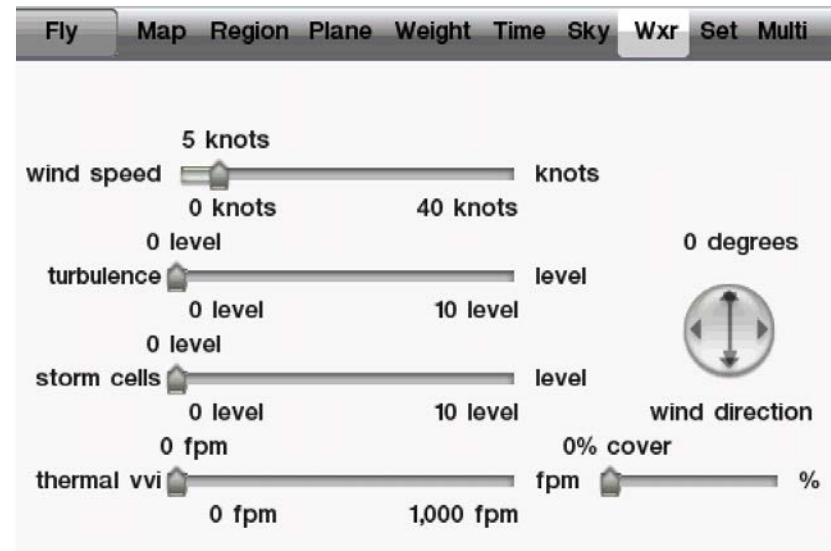 Fly Map Region Plane Weight Time Sky Wxr Set Multi
5 knots
wind speed knots
0 knots 40 knots
0 level 0 degrees
turbulence level
0 level 10 level
0 level
storm cells level
0 level 10 level wind direction
0 fpm 0% cover
thermal vvi fpm %
0 fpm 1,000 fpm